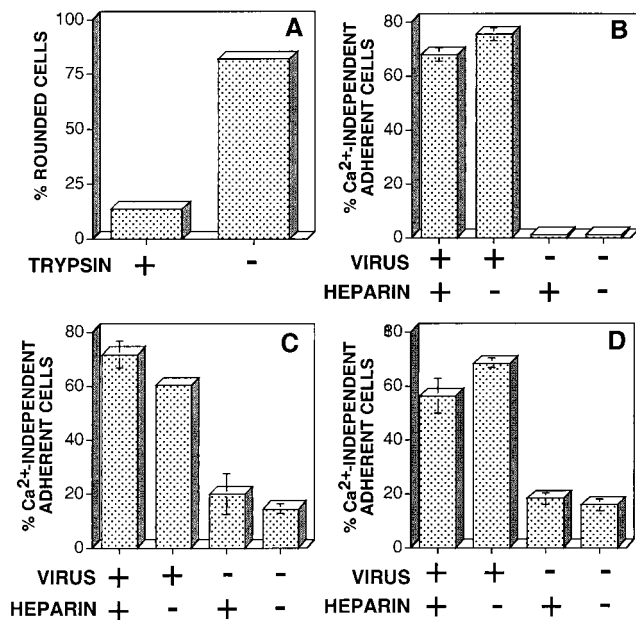 A
% ROUNDED CELLS
100
75
50
25
0
TRYPSIN + -
B
% Ca2+-INDEPENDENT
ADHERENT CELLS
80
60
40
20
0
VIRUS + + - -
HEPARIN + - + -
C
% Ca2+-INDEPENDENT
ADHERENT CELLS
80
60
40
20
0
VIRUS + + - -
HEPARIN + - + -
D
% Ca2+-INDEPENDENT
ADHERENT CELLS
80
60
40
20
0
VIRUS + + - -
HEPARIN + - + -